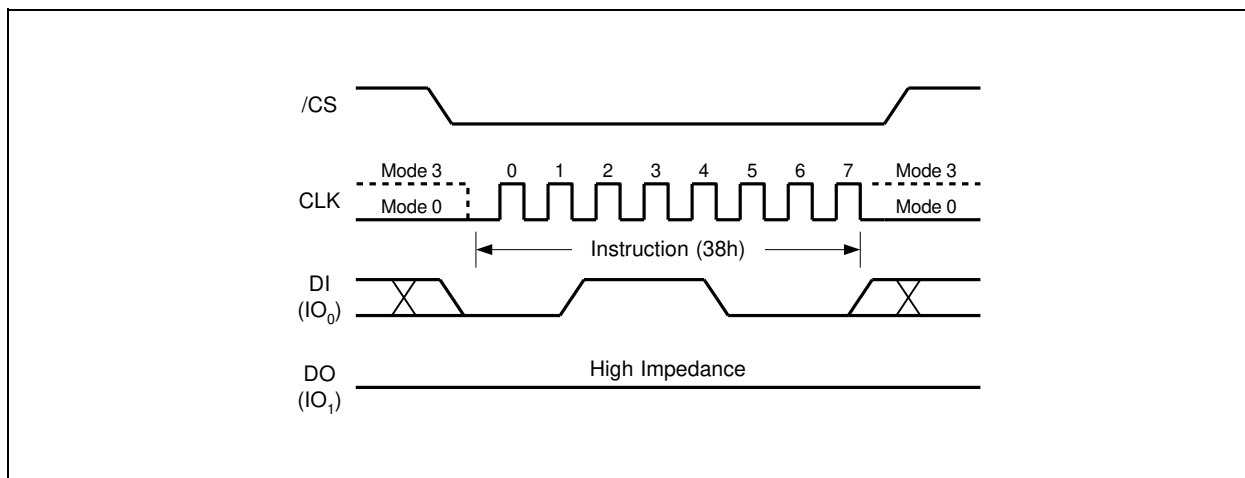 /CS
Mode 3 0 1 2 3 4 5 6 7 Mode 3
CLK
Mode 0 Mode 0
Instruction (38h)
DI
(IO₀)
High Impedance
DO
(IO₁)